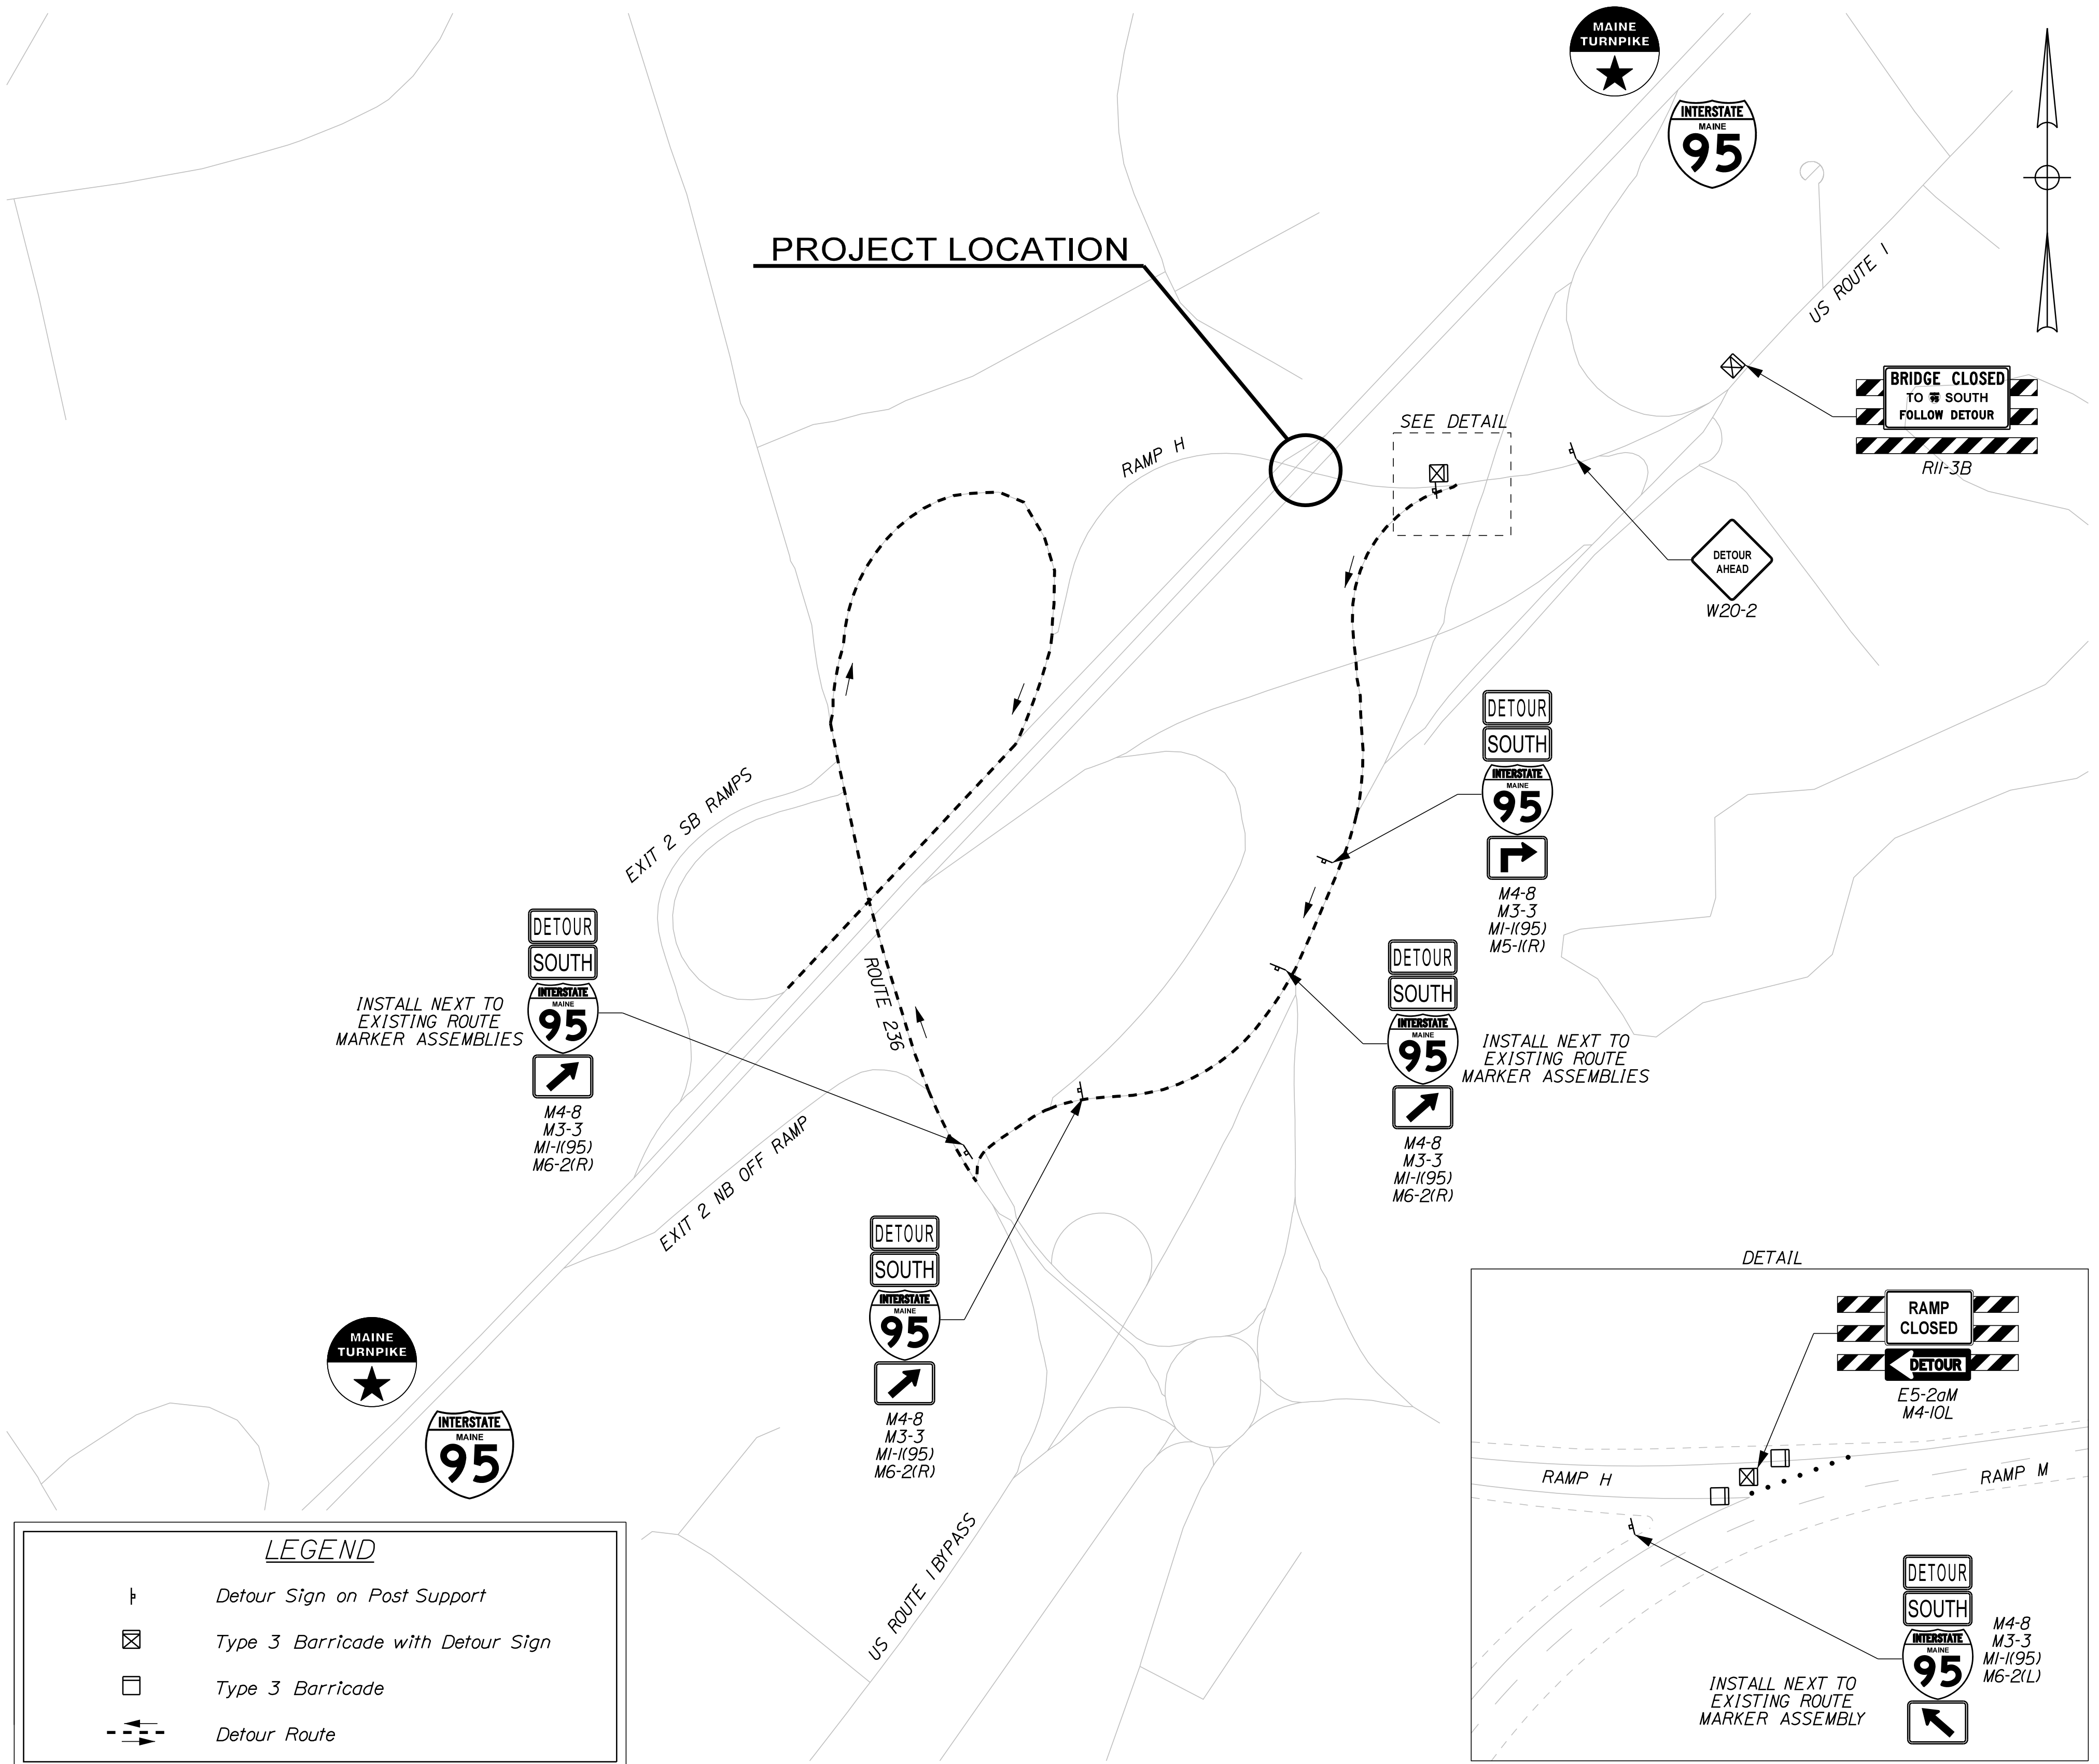 MAINE
TURNPIKE
INTERSTATE
MAINE
95
PROJECT LOCATION
US ROUTE 1
BRIDGE CLOSED
TO 95 SOUTH
FOLLOW DETOUR
R11-3B
SEE DETAIL
RAMP H
DETOUR
AHEAD
W20-2
DETOUR
SOUTH
INTERSTATE
MAINE
95
M4-8
M3-3
M1-1(95)
M5-1(R)
EXIT 2 SB RAMPS
DETOUR
SOUTH
INTERSTATE
MAINE
95
INSTALL NEXT TO
EXISTING ROUTE
MARKER ASSEMBLIES
M4-8
M3-3
M1-1(95)
M6-2(R)
ROUTE 236
DETOUR
SOUTH
INTERSTATE
MAINE
95
INSTALL NEXT TO
EXISTING ROUTE
MARKER ASSEMBLIES
M4-8
M3-3
M1-1(95)
M6-2(R)
EXIT 2 NB OFF RAMP
DETOUR
SOUTH
INTERSTATE
MAINE
95
M4-8
M3-3
M1-1(95)
M6-2(R)
MAINE
TURNPIKE
INTERSTATE
MAINE
95
US ROUTE 1 BYPASS
DETAIL
RAMP
CLOSED
DETOUR
E5-2aM
M4-10L
RAMP H
RAMP M
DETOUR
SOUTH
INTERSTATE
MAINE
95
M4-8
M3-3
M1-1(95)
M6-2(L)
INSTALL NEXT TO
EXISTING ROUTE
MARKER ASSEMBLY
LEGEND
Detour Sign on Post Support
Type 3 Barricade with Detour Sign
Type 3 Barricade
Detour Route